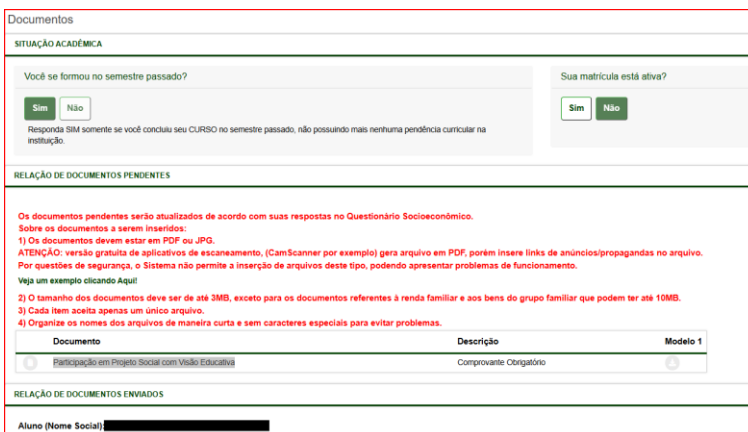 Documentos
SITUAÇÃO ACADÊMICA
Você se formou no semestre passado?
Sim Não
Responda SIM somente se você concluiu seu CURSO no semestre passado, não possuindo mais nenhuma pendência curricular na
instituição.
Sua matrícula está ativa?
Sim Não
RELAÇÃO DE DOCUMENTOS PENDENTES
Os documentos pendentes serão atualizados de acordo com suas respostas no Questionário Socioeconômico.
Sobre os documentos a serem inseridos:
1) Os documentos devem estar em PDF ou JPG.
ATENÇÃO: versão gratuita de aplicativos de escaneamento, (CamScanner por exemplo) gera arquivo em PDF, porém insere links de anúncios/propagandas no arquivo.
Por questões de segurança, o Sistema não permite a inserção de arquivos deste tipo, podendo apresentar problemas de funcionamento.
Veja um exemplo clicando Aqui!
2) O tamanho dos documentos deve ser de até 3MB, exceto para os documentos referentes à renda familiar e aos bens do grupo familiar que podem ter até 10MB.
3) Cada item aceita apenas um único arquivo.
4) Organize os nomes dos arquivos de maneira curta e sem caracteres especiais para evitar problemas.
Documento Descrição Modelo 1
Participação em Projeto Social com Visão Educativa Comprovante Obrigatório
RELAÇÃO DE DOCUMENTOS ENVIADOS
Aluno (Nome Social):